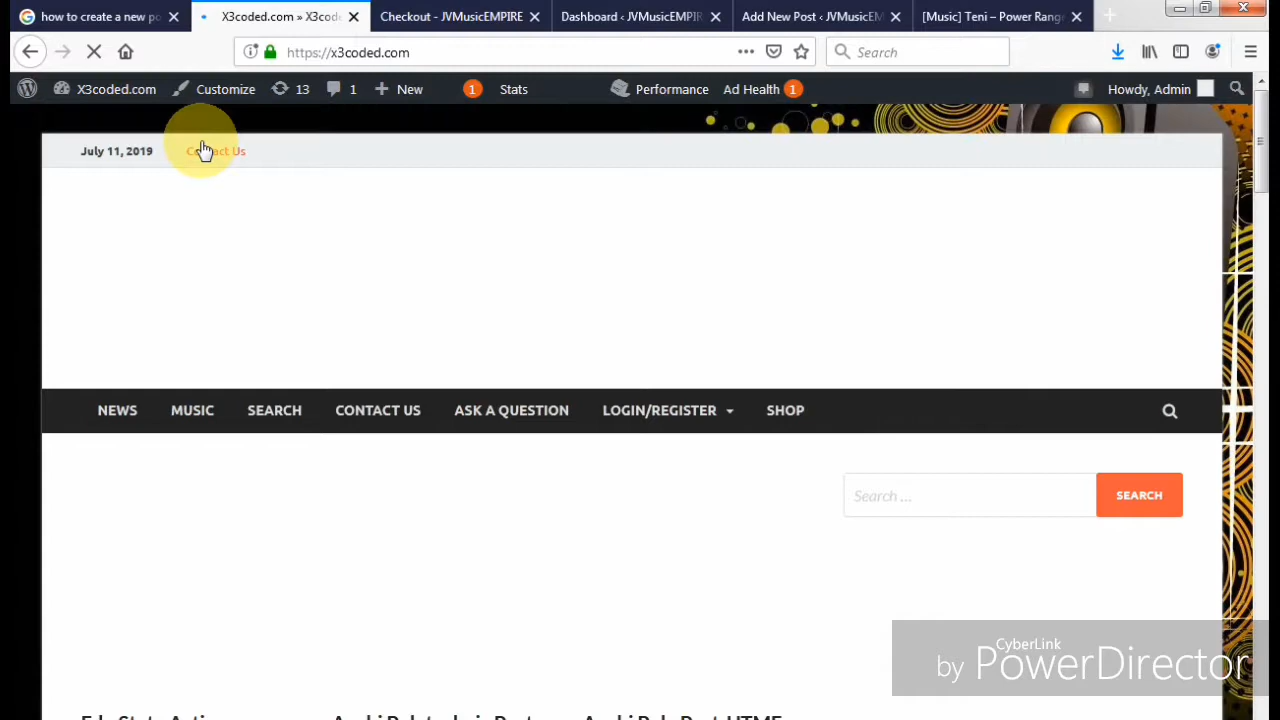 how to create a new po
X3coded.com » X3cod
Checkout - JVMusicEMPIRE
Dashboard ‹ JVMusicEMPIR
Add New Post ‹ JVMusicEM
[Music] Teni – Power Rang
https://x3coded.com
Search
X3coded.com Customize 13 1 New 1 Stats Performance Ad Health 1 Howdy, Admin
July 11, 2019 Contact Us
NEWS MUSIC SEARCH CONTACT US ASK A QUESTION LOGIN/REGISTER SHOP
Search ... SEARCH
CyberLink
by PowerDirector